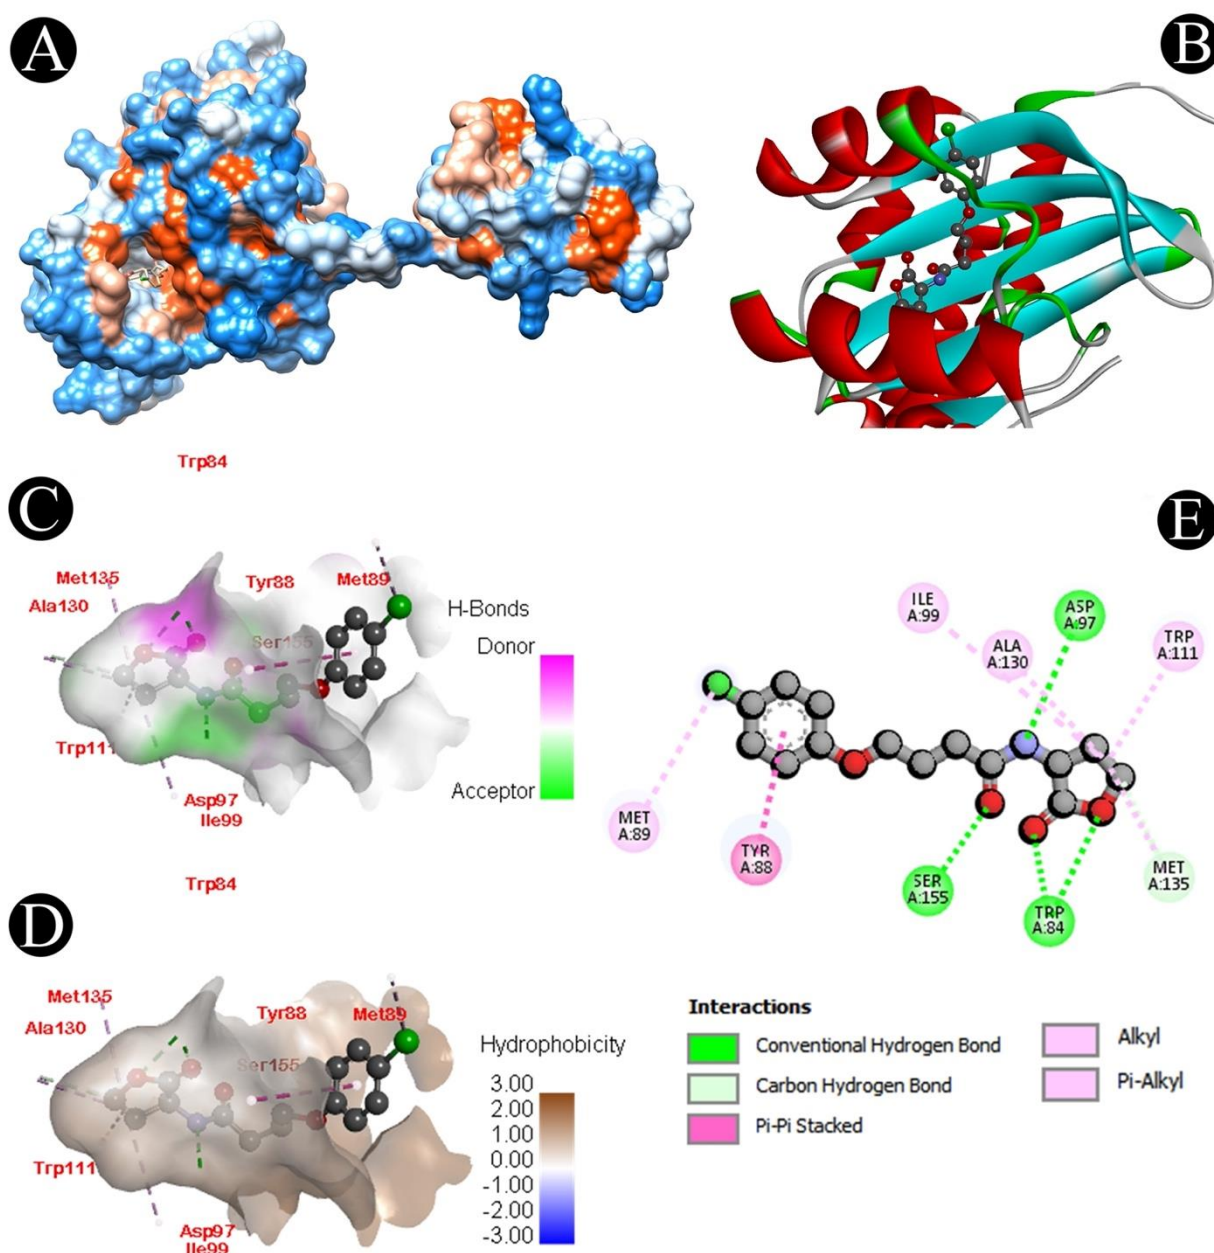 A
B
Trp84
C
Met135
Tyr88
Met89
Ala130
Ser155
H-Bonds
Donor
Trp111
Acceptor
Asp97
Ile99
E
ILE
A:99
ASP
A:97
ALA
A:130
TRP
A:111
MET
A:89
TYR
A:88
SER
A:155
TRP
A:84
MET
A:135
Trp84
D
Met135
Tyr88
Met89
Ala130
Ser155
Hydrophobicity
3.00
2.00
1.00
0.00
-1.00
-2.00
-3.00
Trp111
Asp97
Ile99
Interactions
Conventional Hydrogen Bond
Carbon Hydrogen Bond
Pi-Pi Stacked
Alkyl
Pi-Alkyl